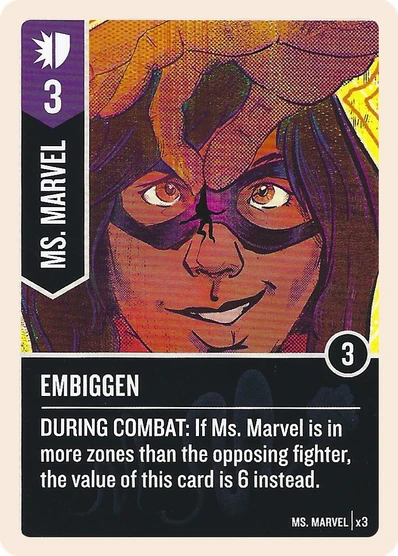 3
MS. MARVEL
3
EMBIGGEN
DURING COMBAT: If Ms. Marvel is in
more zones than the opposing fighter,
the value of this card is 6 instead.
MS. MARVEL | x3